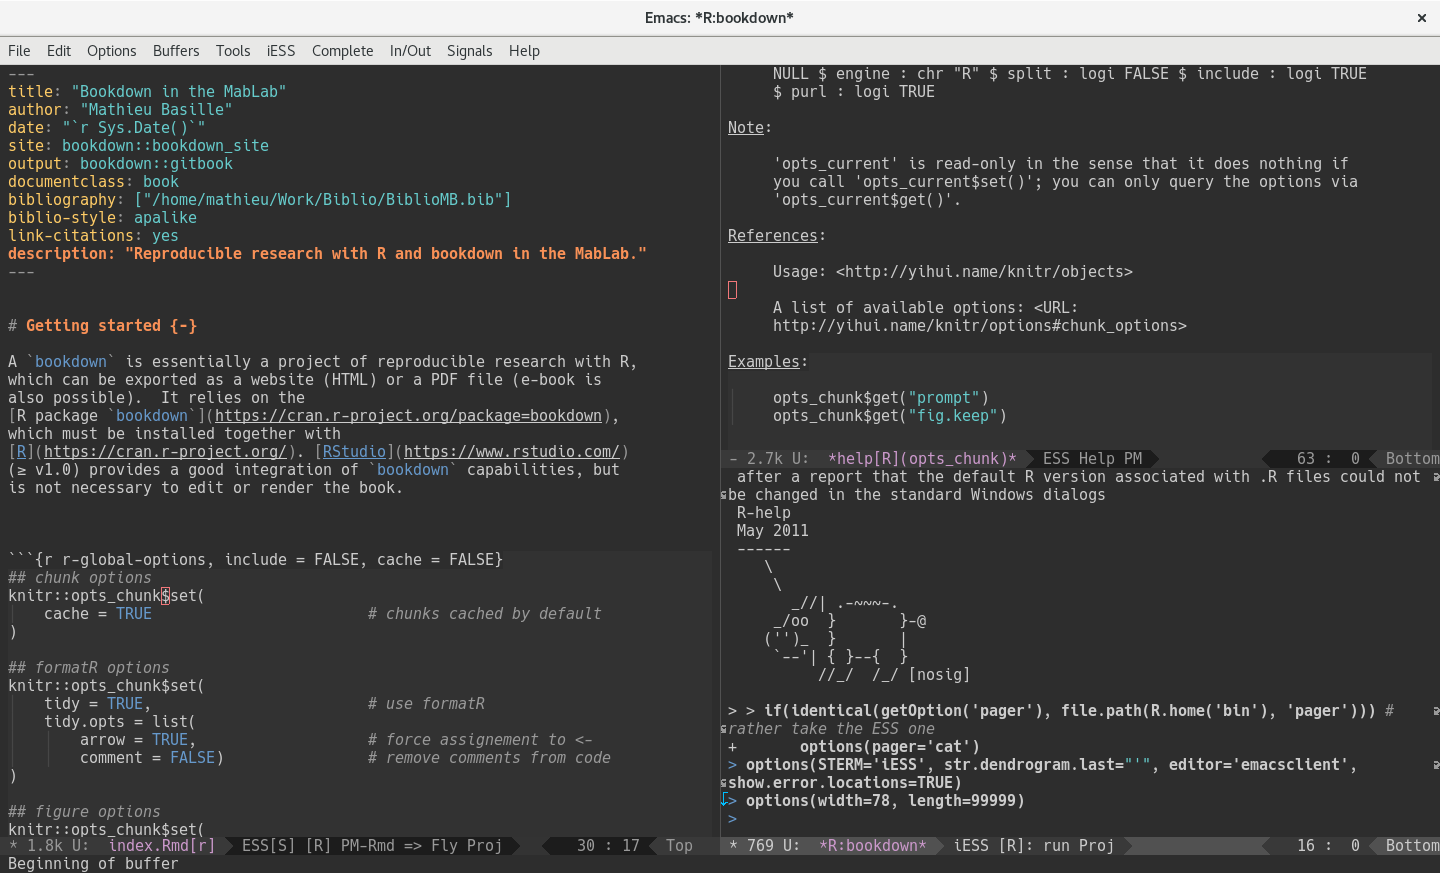 Emacs: *R:bookdown*
×
File Edit Options Buffers Tools iESS Complete In/Out Signals Help
---
title: "Bookdown in the MabLab"
author: "Mathieu Basille"
date: "`r Sys.Date()`"
site: bookdown::bookdown_site
output: bookdown::gitbook
documentclass: book
bibliography: ["/home/mathieu/Work/Biblio/BiblioMB.bib"]
biblio-style: apalike
link-citations: yes
description: "Reproducible research with R and bookdown in the MabLab."
---
# Getting started {-}
A `bookdown` is essentially a project of reproducible research with R,
which can be exported as a website (HTML) or a PDF file (e-book is
also possible).  It relies on the
[R package `bookdown`](https://cran.r-project.org/package=bookdown),
which must be installed together with
[R](https://cran.r-project.org/). [RStudio](https://www.rstudio.com/)
(≥ v1.0) provides a good integration of `bookdown` capabilities, but
is not necessary to edit or render the book.
```{r r-global-options, include = FALSE, cache = FALSE}
## chunk options
knitr::opts_chunk$set(
    cache = TRUE                        # chunks cached by default
)
## formatR options
knitr::opts_chunk$set(
    tidy = TRUE,                        # use formatR
    tidy.opts = list(
        arrow = TRUE,                   # force assignement to <-
        comment = FALSE)                # remove comments from code
)
## figure options
knitr::opts_chunk$set(
* 1.8k U:  index.Rmd[r]  ESS[S] [R] PM-Rmd => Fly Proj  30 : 17  Top
Beginning of buffer
     NULL $ engine : chr "R" $ split : logi FALSE $ include : logi TRUE
     $ purl : logi TRUE
Note:
     'opts_current' is read-only in the sense that it does nothing if
     you call 'opts_current$set()'; you can only query the options via
     'opts_current$get()'.
References:
     Usage: <http://yihui.name/knitr/objects>
     A list of available options: <URL:
     http://yihui.name/knitr/options#chunk_options>
Examples:
     opts_chunk$get("prompt")
     opts_chunk$get("fig.keep")
- 2.7k U:  *help[R](opts_chunk)*  ESS Help PM  63 :  0  Bottom
 after a report that the default R version associated with .R files could not
be changed in the standard Windows dialogs
 R-help
 May 2011
 ------
    \
     \
       _//| .-~~~-.
     _/oo  }       }-@
    ('')_  }       |
     `--'| { }--{  }
          //_/  /_/ [nosig]
> > if(identical(getOption('pager'), file.path(R.home('bin'), 'pager'))) #
rather take the ESS one
+       options(pager='cat')
> options(STERM='iESS', str.dendrogram.last="'", editor='emacsclient',
show.error.locations=TRUE)
> options(width=78, length=99999)
>
* 769 U:  *R:bookdown*  iESS [R]: run Proj  16 :  0  Bottom